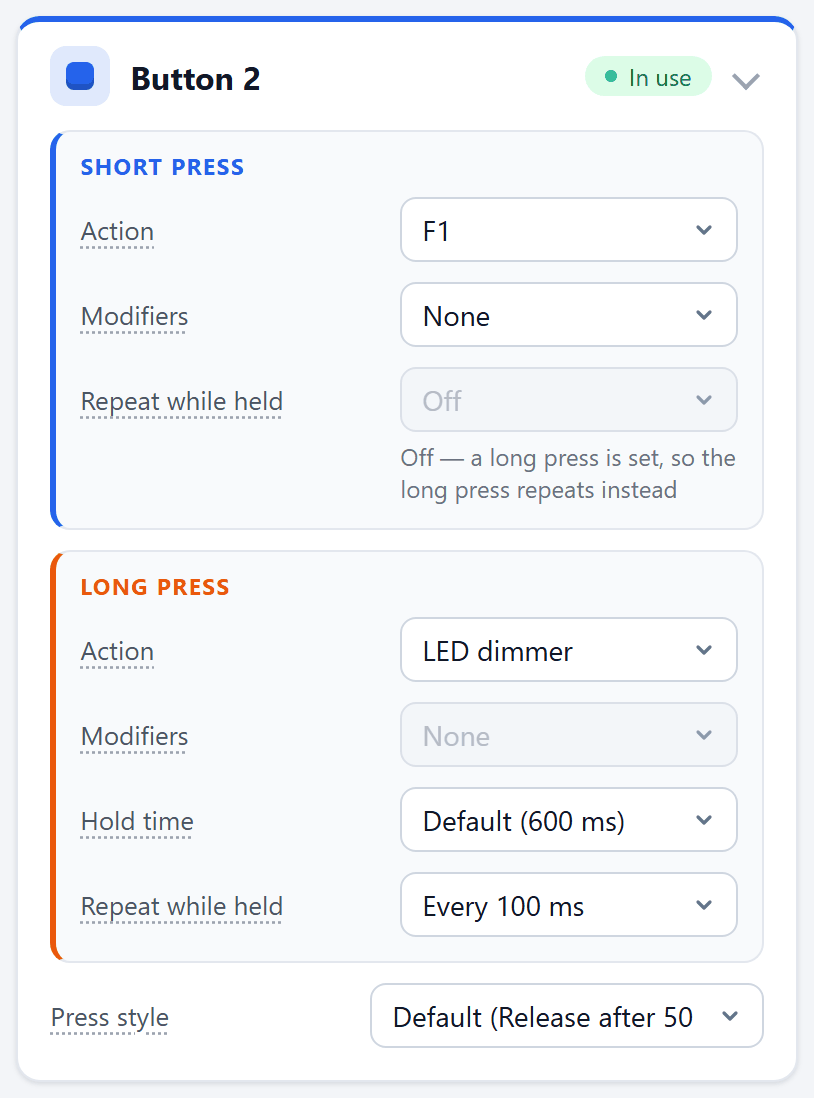 Button 2
In use
SHORT PRESS
Action
F1
Modifiers
None
Repeat while held
Off
Off — a long press is set, so the
long press repeats instead
LONG PRESS
Action
LED dimmer
Modifiers
None
Hold time
Default (600 ms)
Repeat while held
Every 100 ms
Press style
Default (Release after 50